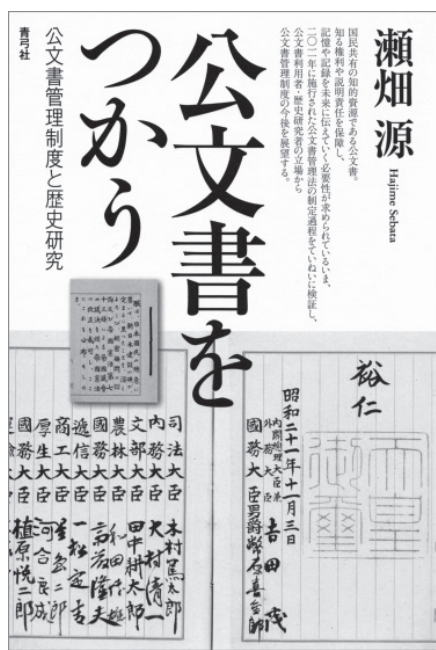 瀬畑 源
Hajime Sebata
国民共有の知的資源である公文書。
知る権利や説明責任を保障し、
記憶や記録を未来に伝えていく必要性が求められているいま、
二〇一一年に施行された公文書管理法の制定過程をていねいに検証し、
公文書利用者・歴史研究者の立場から
公文書管理制度の今後を展望する。
公文書を
つかう
公文書管理制度と歴史研究
青弓社
裕仁
天皇御璽
昭和二十一年十一月三日
内閣總理大臣兼
外務大臣 吉田茂
國務大臣 男爵 幣原喜重郎
司法大臣 木村篤太郎
内務大臣 大村清一
文部大臣 田中耕太郎
農林大臣 和田博雄
國務大臣 斎藤隆夫
遞信大臣 一松定吉
商工大臣 星島二郎
厚生大臣 河合良成
國務大臣 植原悦二郎